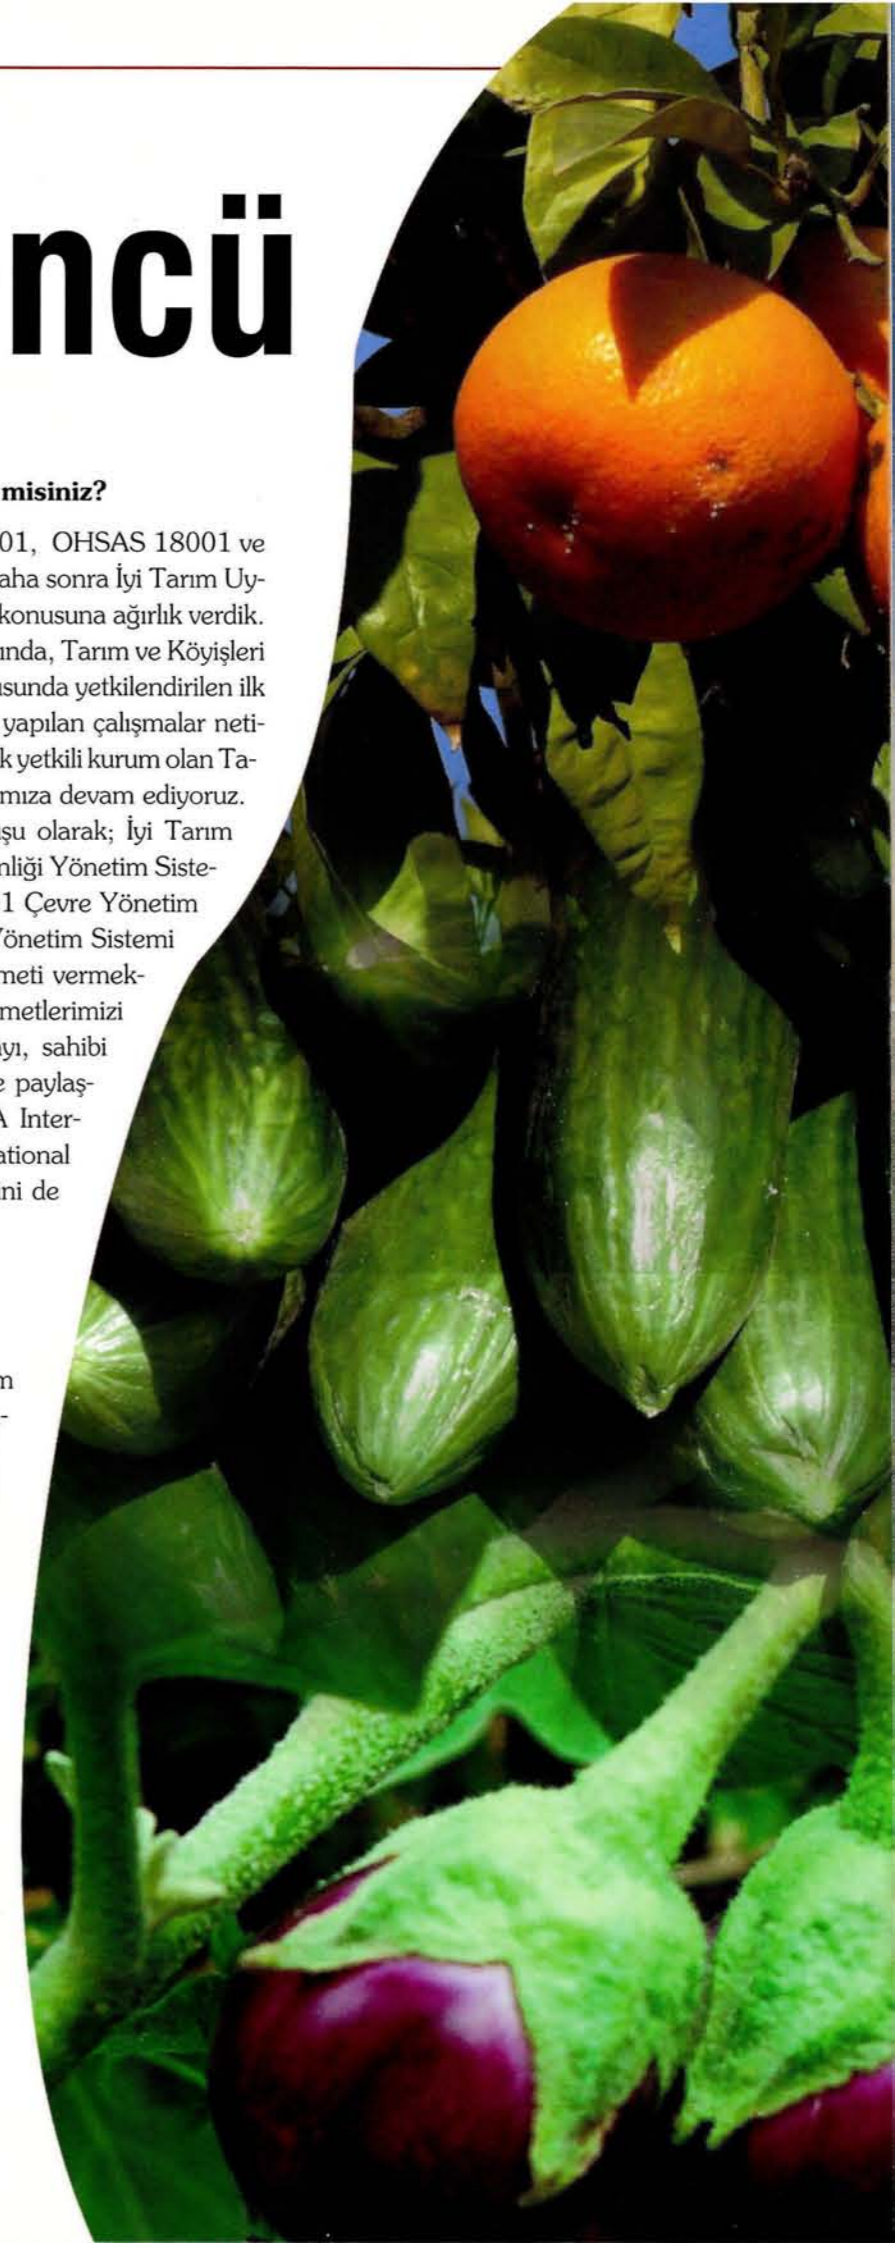 ncü
misiniz?
01, OHSAS 18001 ve
aha sonra İyi Tarım Uy-
konusuna ağırlık verdik.
ında, Tarım ve Köyişleri
usunda yetkilendirilen ilk
yapılan çalışmalar neti-
k yetkili kurum olan Ta-
mıza devam ediyoruz.
şu olarak; İyi Tarım
nliği Yönetim Siste-
1 Çevre Yönetim
Yönetim Sistemi
meti vermek-
metlerimizi
yı, sahibi
e paylaş-
A Inter-
ational
ni de
m
-